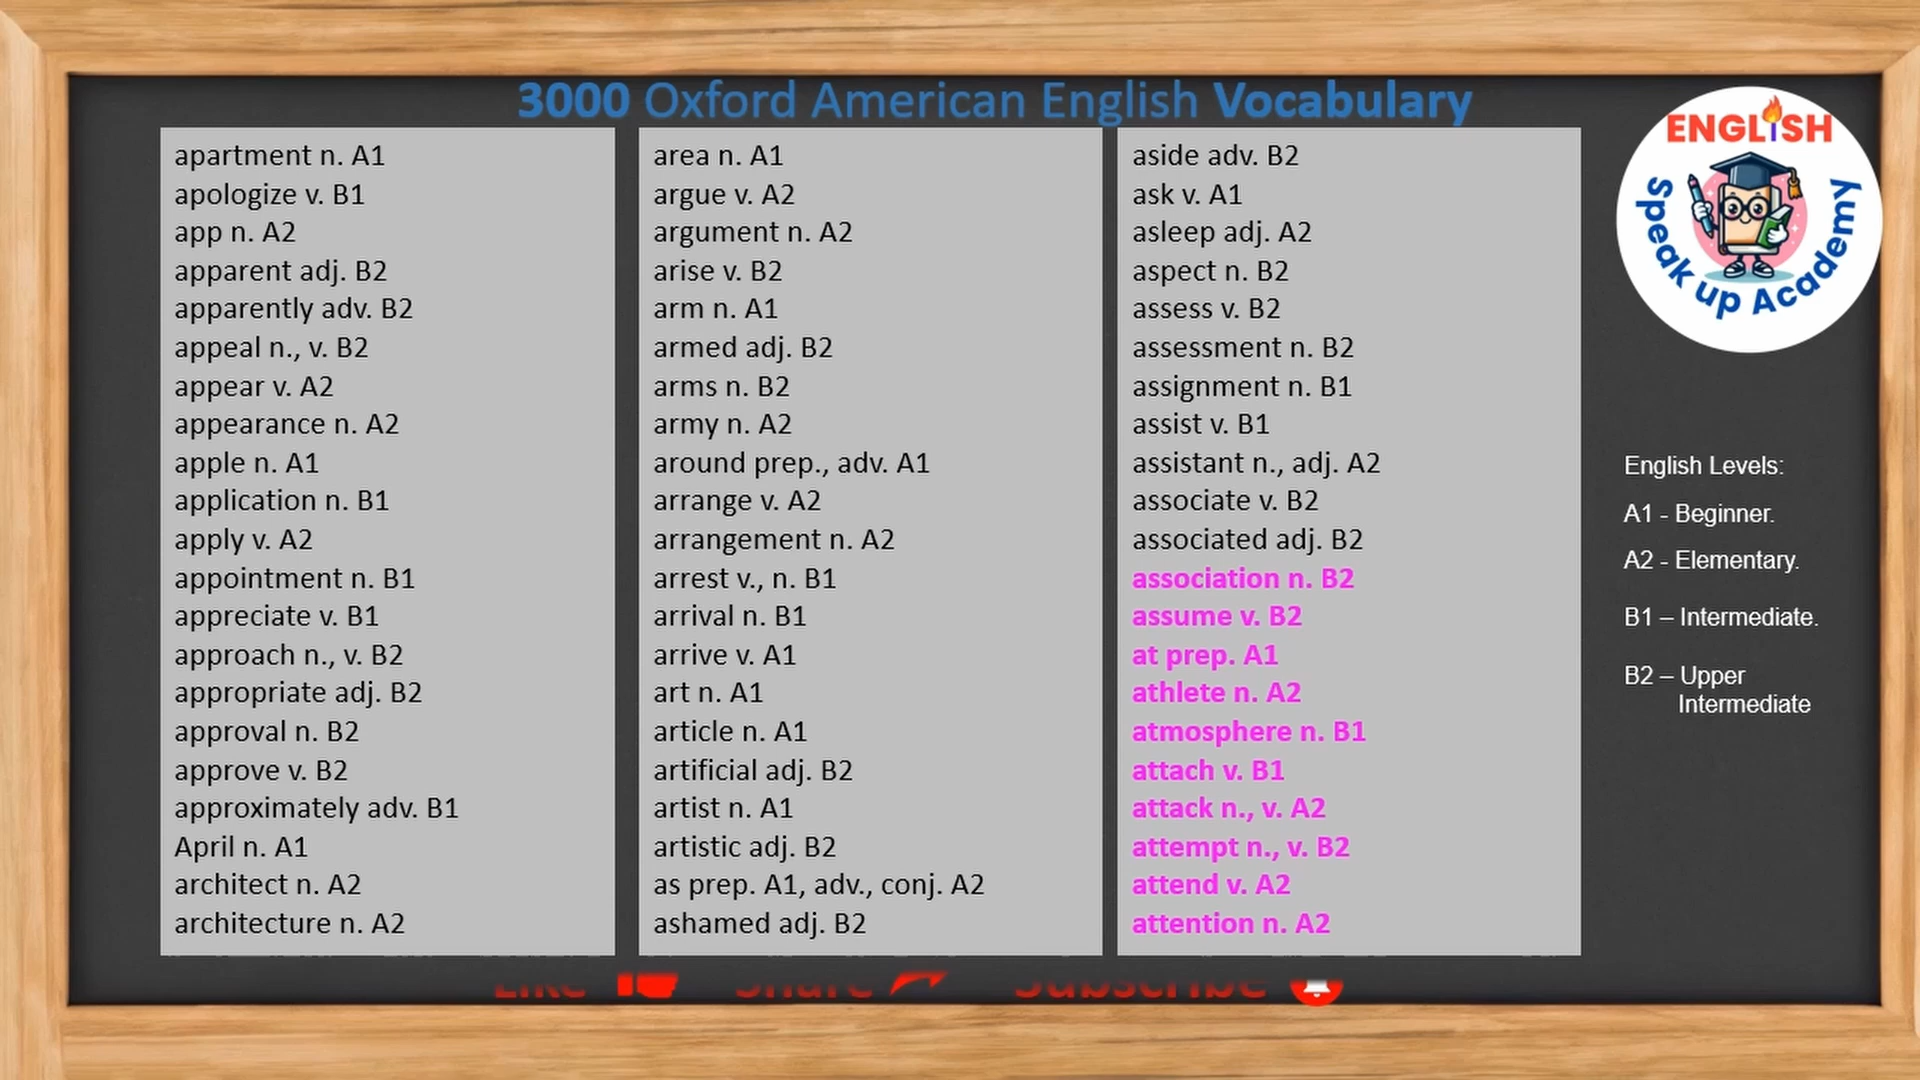 3000 Oxford American English Vocabulary
apartment n. A1
apologize v. B1
app n. A2
apparent adj. B2
apparently adv. B2
appeal n., v. B2
appear v. A2
appearance n. A2
apple n. A1
application n. B1
apply v. A2
appointment n. B1
appreciate v. B1
approach n., v. B2
appropriate adj. B2
approval n. B2
approve v. B2
approximately adv. B1
April n. A1
architect n. A2
architecture n. A2
area n. A1
argue v. A2
argument n. A2
arise v. B2
arm n. A1
armed adj. B2
arms n. B2
army n. A2
around prep., adv. A1
arrange v. A2
arrangement n. A2
arrest v., n. B1
arrival n. B1
arrive v. A1
art n. A1
article n. A1
artificial adj. B2
artist n. A1
artistic adj. B2
as prep. A1, adv., conj. A2
ashamed adj. B2
aside adv. B2
ask v. A1
asleep adj. A2
aspect n. B2
assess v. B2
assessment n. B2
assignment n. B1
assist v. B1
assistant n., adj. A2
associate v. B2
associated adj. B2
association n. B2
assume v. B2
at prep. A1
athlete n. A2
atmosphere n. B1
attach v. B1
attack n., v. A2
attempt n., v. B2
attend v. A2
attention n. A2
ENGLISH
Speak up Academy
English Levels:
A1 - Beginner.
A2 - Elementary.
B1 – Intermediate.
B2 – Upper
Intermediate
Like Share Subscribe